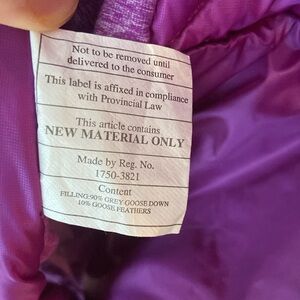 Not to be removed until
delivered to the consumer
This label is affixed in compliance
with Provincial Law
This article contains
NEW MATERIAL ONLY
Made by Reg. No.
1750-3821
Content
FILLING:90% GREY GOOSE DOWN
10% GOOSE FEATHERS